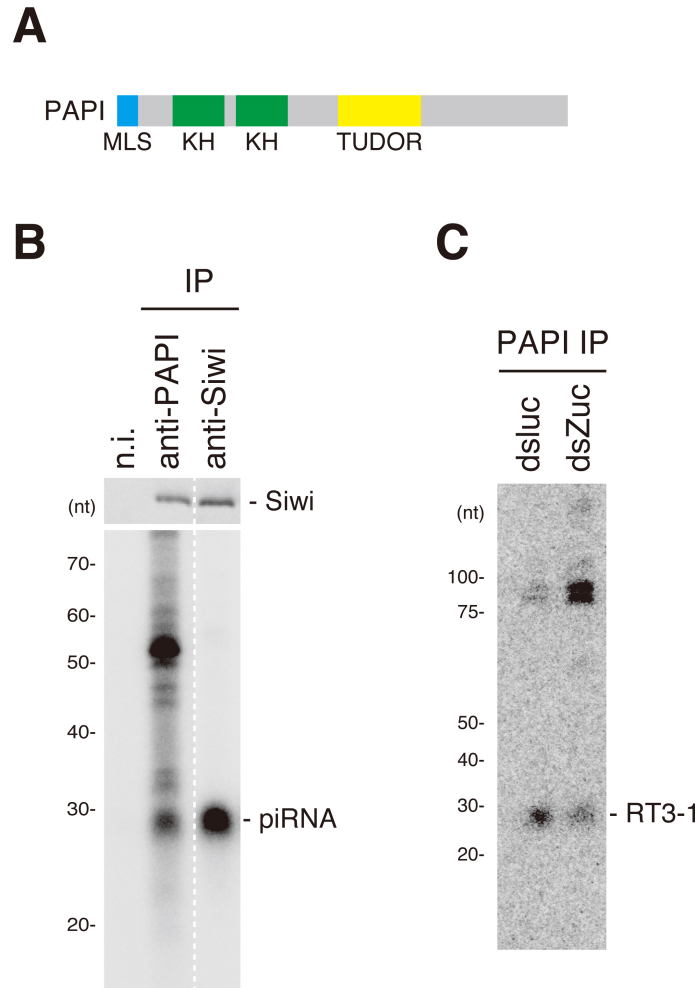 A
PAPI
MLS KH KH TUDOR
B
IP
n.i.
anti-PAPI
anti-Siwi
(nt)
- Siwi
70-
60-
50-
40-
30-
- piRNA
20-
C
PAPI IP
dsluc
dsZuc
(nt)
100-
75-
50-
40-
30-
- RT3-1
20-